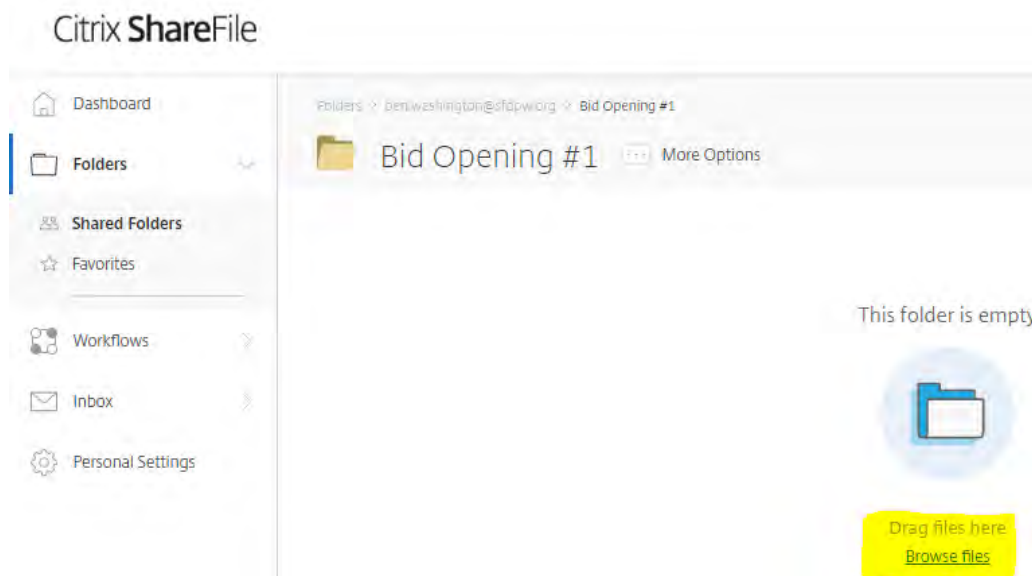 Citrix ShareFile
Dashboard
Folders
Shared Folders
Favorites
Workflows
Inbox
Personal Settings
Folders > ben.washington@sfdpw.org > Bid Opening #1
Bid Opening #1 ... More Options
This folder is empty
Drag files here
Browse files